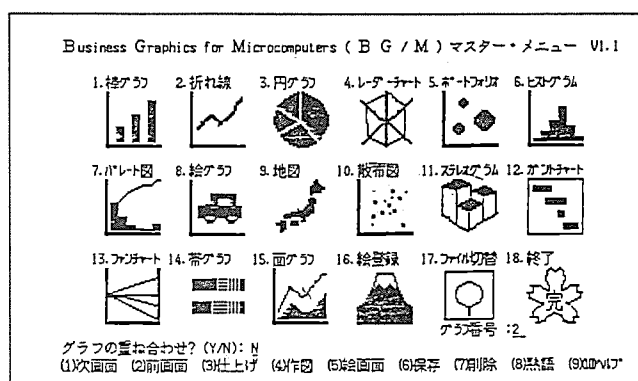 Business Graphics for Microcomputers ( B G / M ) マスター・メニュー V1.1
1.棒グラフ 2.折れ線 3.円グラフ 4.レーダーチャート 5.ポートフォリオ 6.ヒストグラム
7.パレート図 8.絵グラフ 9.地図 10.散布図 11.ステレオグラム 12.ガントチャート
13.ファンチャート 14.帯グラフ 15.面グラフ 16.絵登録 17.ファイル切替 18.終了
完
グラフ番号 :2
グラフの重ね合わせ? (Y/N): N
(1)次画面 (2)前画面 (3)仕上げ (4)作図 (5)絵画面 (6)保存 (7)削除 (8)熟語 (9)(10)ヘルプ